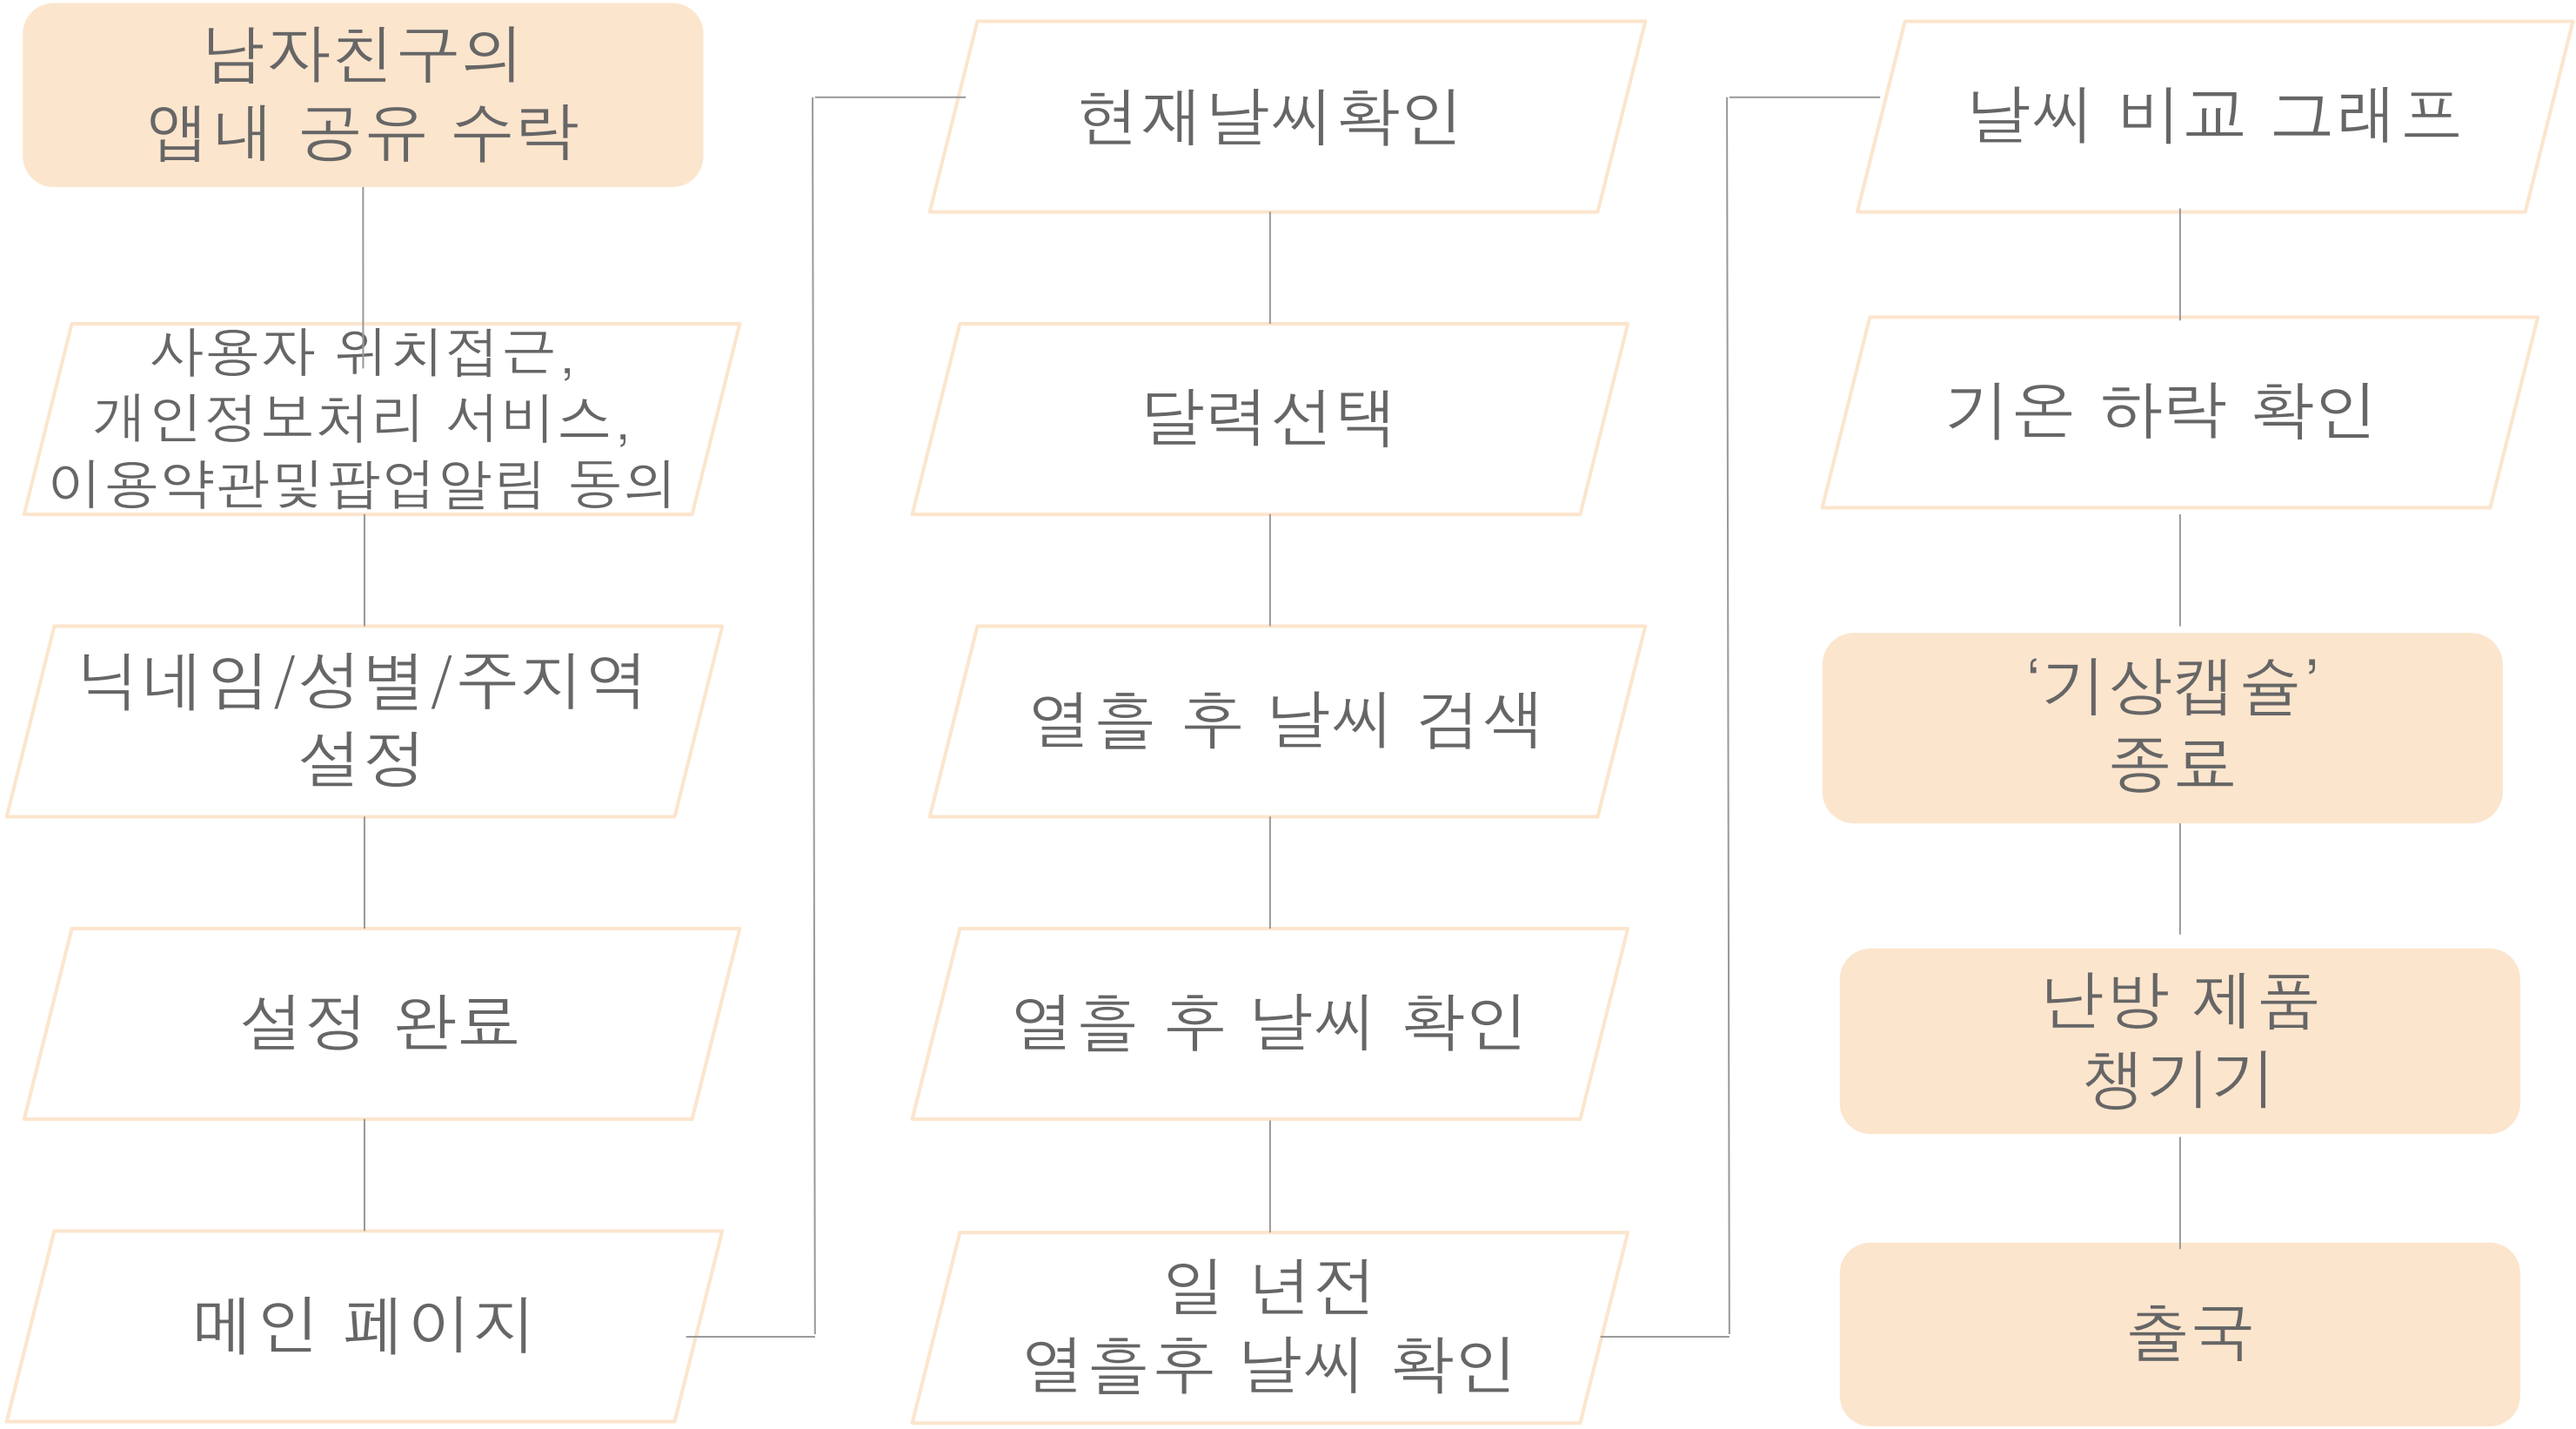 남자친구의
앱내 공유 수락
사용자 위치접근,
개인정보처리 서비스,
이용약관및팝업알림 동의
닉네임/성별/주지역
설정
설정 완료
메인 페이지
현재날씨확인
달력선택
열흘 후 날씨 검색
열흘 후 날씨 확인
일 년전
열흘후 날씨 확인
날씨 비교 그래프
기온 하락 확인
‘기상캡슐’
종료
난방 제품
챙기기
출국